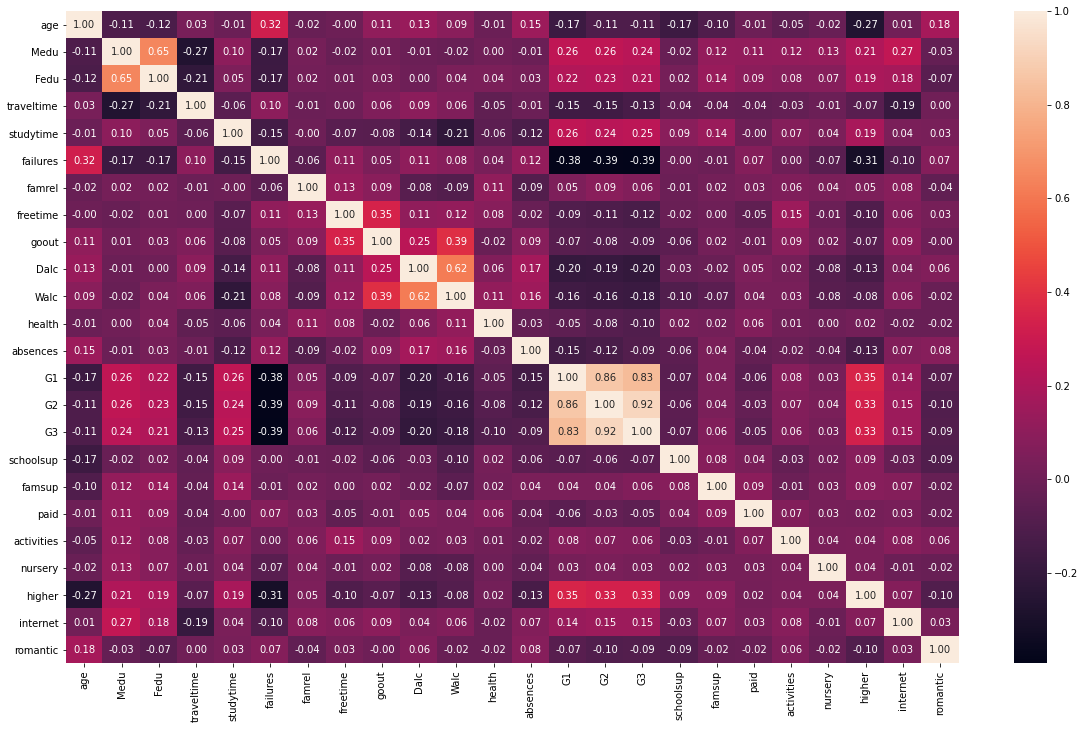 age 1.00 -0.11 -0.12 0.03 -0.01 0.32 -0.02 -0.00 0.11 0.13 0.09 -0.01 0.15 -0.17 -0.11 -0.11 -0.17 -0.10 -0.01 -0.05 -0.02 -0.27 0.01 0.18
Medu -0.11 1.00 0.65 -0.27 0.10 -0.17 0.02 -0.02 0.01 -0.01 -0.02 0.00 -0.01 0.26 0.26 0.24 -0.02 0.12 0.11 0.12 0.13 0.21 0.27 -0.03
Fedu -0.12 0.65 1.00 -0.21 0.05 -0.17 0.02 0.01 0.03 0.00 0.04 0.04 0.03 0.22 0.23 0.21 0.02 0.14 0.09 0.08 0.07 0.19 0.18 -0.07
traveltime 0.03 -0.27 -0.21 1.00 -0.06 0.10 -0.01 0.00 0.06 0.09 0.06 -0.05 -0.01 -0.15 -0.15 -0.13 -0.04 -0.04 -0.04 -0.03 -0.01 -0.07 -0.19 0.00
studytime -0.01 0.10 0.05 -0.06 1.00 -0.15 -0.00 -0.07 -0.08 -0.14 -0.21 -0.06 -0.12 0.26 0.24 0.25 0.09 0.14 -0.00 0.07 0.04 0.19 0.04 0.03
failures 0.32 -0.17 -0.17 0.10 -0.15 1.00 -0.06 0.11 0.05 0.11 0.08 0.04 0.12 -0.38 -0.39 -0.39 -0.00 -0.01 0.07 0.00 -0.07 -0.31 -0.10 0.07
famrel -0.02 0.02 0.02 -0.01 -0.00 -0.06 1.00 0.13 0.09 -0.08 -0.09 0.11 -0.09 0.05 0.09 0.06 -0.01 0.02 0.03 0.06 0.04 0.05 0.08 -0.04
freetime -0.00 -0.02 0.01 0.00 -0.07 0.11 0.13 1.00 0.35 0.11 0.12 0.08 -0.02 -0.09 -0.11 -0.12 -0.02 0.00 -0.05 0.15 -0.01 -0.10 0.06 0.03
goout 0.11 0.01 0.03 0.06 -0.08 0.05 0.09 0.35 1.00 0.25 0.39 -0.02 0.09 -0.07 -0.08 -0.09 -0.06 0.02 -0.01 0.09 0.02 -0.07 0.09 -0.00
Dalc 0.13 -0.01 0.00 0.09 -0.14 0.11 -0.08 0.11 0.25 1.00 0.62 0.06 0.17 -0.20 -0.19 -0.20 -0.03 -0.02 0.05 0.02 -0.08 -0.13 0.04 0.06
Walc 0.09 -0.02 0.04 0.06 -0.21 0.08 -0.09 0.12 0.39 0.62 1.00 0.11 0.16 -0.16 -0.16 -0.18 -0.10 -0.07 0.04 0.03 -0.08 -0.08 0.06 -0.02
health -0.01 0.00 0.04 -0.05 -0.06 0.04 0.11 0.08 -0.02 0.06 0.11 1.00 -0.03 -0.05 -0.08 -0.10 0.02 0.02 0.06 0.01 0.00 0.02 -0.02 -0.02
absences 0.15 -0.01 0.03 -0.01 -0.12 0.12 -0.09 -0.02 0.09 0.17 0.16 -0.03 1.00 -0.15 -0.12 -0.09 -0.06 0.04 -0.04 -0.02 -0.04 -0.13 0.07 0.08
G1 -0.17 0.26 0.22 -0.15 0.26 -0.38 0.05 -0.09 -0.07 -0.20 -0.16 -0.05 -0.15 1.00 0.86 0.83 -0.07 0.04 -0.06 0.08 0.03 0.35 0.14 -0.07
G2 -0.11 0.26 0.23 -0.15 0.24 -0.39 0.09 -0.11 -0.08 -0.19 -0.16 -0.08 -0.12 0.86 1.00 0.92 -0.06 0.04 -0.03 0.07 0.04 0.33 0.15 -0.10
G3 -0.11 0.24 0.21 -0.13 0.25 -0.39 0.06 -0.12 -0.09 -0.20 -0.18 -0.10 -0.09 0.83 0.92 1.00 -0.07 0.06 -0.05 0.06 0.03 0.33 0.15 -0.09
schoolsup -0.17 -0.02 0.02 -0.04 0.09 -0.00 -0.01 -0.02 -0.06 -0.03 -0.10 0.02 -0.06 -0.07 -0.06 -0.07 1.00 0.08 0.04 -0.03 0.02 0.09 -0.03 -0.09
famsup -0.10 0.12 0.14 -0.04 0.14 -0.01 0.02 0.00 0.02 -0.02 -0.07 0.02 0.04 0.04 0.04 0.06 0.08 1.00 0.09 -0.01 0.03 0.09 0.07 -0.02
paid -0.01 0.11 0.09 -0.04 -0.00 0.07 0.03 -0.05 -0.01 0.05 0.04 0.06 -0.04 -0.06 -0.03 -0.05 0.04 0.09 1.00 0.07 0.03 0.02 0.03 -0.02
activities -0.05 0.12 0.08 -0.03 0.07 0.00 0.06 0.15 0.09 0.02 0.03 0.01 -0.02 0.08 0.07 0.06 -0.03 -0.01 0.07 1.00 0.04 0.04 0.08 0.06
nursery -0.02 0.13 0.07 -0.01 0.04 -0.07 0.04 -0.01 0.02 -0.08 -0.08 0.00 -0.04 0.03 0.04 0.03 0.02 0.03 0.03 0.04 1.00 0.04 -0.01 -0.02
higher -0.27 0.21 0.19 -0.07 0.19 -0.31 0.05 -0.10 -0.07 -0.13 -0.08 0.02 -0.13 0.35 0.33 0.33 0.09 0.09 0.02 0.04 0.04 1.00 0.07 -0.10
internet 0.01 0.27 0.18 -0.19 0.04 -0.10 0.08 0.06 0.09 0.04 0.06 -0.02 0.07 0.14 0.15 0.15 -0.03 0.07 0.03 0.08 -0.01 0.07 1.00 0.03
romantic 0.18 -0.03 -0.07 0.00 0.03 0.07 -0.04 0.03 -0.00 0.06 -0.02 -0.02 0.08 -0.07 -0.10 -0.09 -0.09 -0.02 -0.02 0.06 -0.02 -0.10 0.03 1.00
age Medu Fedu traveltime studytime failures famrel freetime goout Dalc Walc health absences G1 G2 G3 schoolsup famsup paid activities nursery higher internet romantic
1.0
0.8
0.6
0.4
0.2
0.0
−0.2